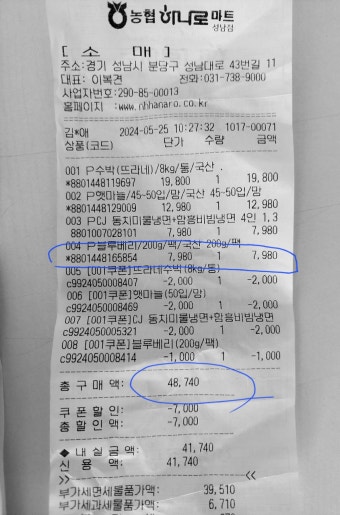 농협 하나로마트
성남점
[ 소 매 ]
주소:경기 성남시 분당구 성남대로 43번길 11
대표: 이복견 전화:031-738-9000
사업자번호:290-85-00013
홈페이지 :www.nhhanaro.co.kr
김*애 2024-05-25 10:27:32 1017-00071
상품(코드) 단가 수량 금액
001 P수박(뜨라네)/8kg/통/국산 .
*8801448119697 19,800 1 19,800
002 P햇마늘/45-50입/망/국산 45-50입/망
*8801448129009 12,980 1 12,980
003 PCJ 동치미물냉면+함흥비빔냉면 4인 1,3
8801007028101 7,980 1 7,980
004 P블루베리/200g/팩/국산 200g/팩
*8801448165854 7,980 1 7,980
005 [001쿠폰]뜨라네수박(8kg/통)
c9924050008407 -2,000 1 -2,000
006 [001쿠폰]햇마늘(50입/망)
c9924050008469 -2,000 1 -2,000
007 [001쿠폰]CJ 동치미물냉면+함흥비빔냉면
c9924050005321 -2,000 1 -2,000
008 [001쿠폰]블루베리(200g/팩)
c9924050008414 -1,000 1 -1,000
총 구 매 액: 48,740
쿠 폰 할 인: -7,000
총 할 인 액: -7,000
◆ 내 실 금 액: 41,740
신 용 액: 41,740
>> <<
부가세면세물품가액: 39,510
부가세과세물품가액: 6,710